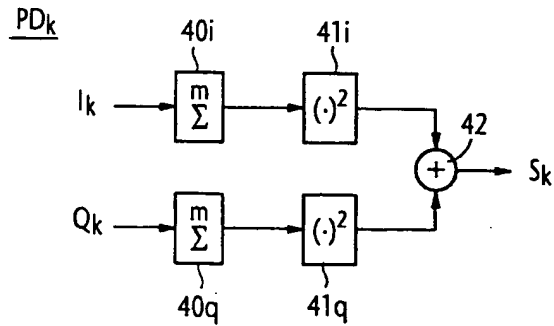 PDk
40i 41i
Ik m Σ (·)² 42
+ Sk
Qk m Σ (·)²
40q 41q